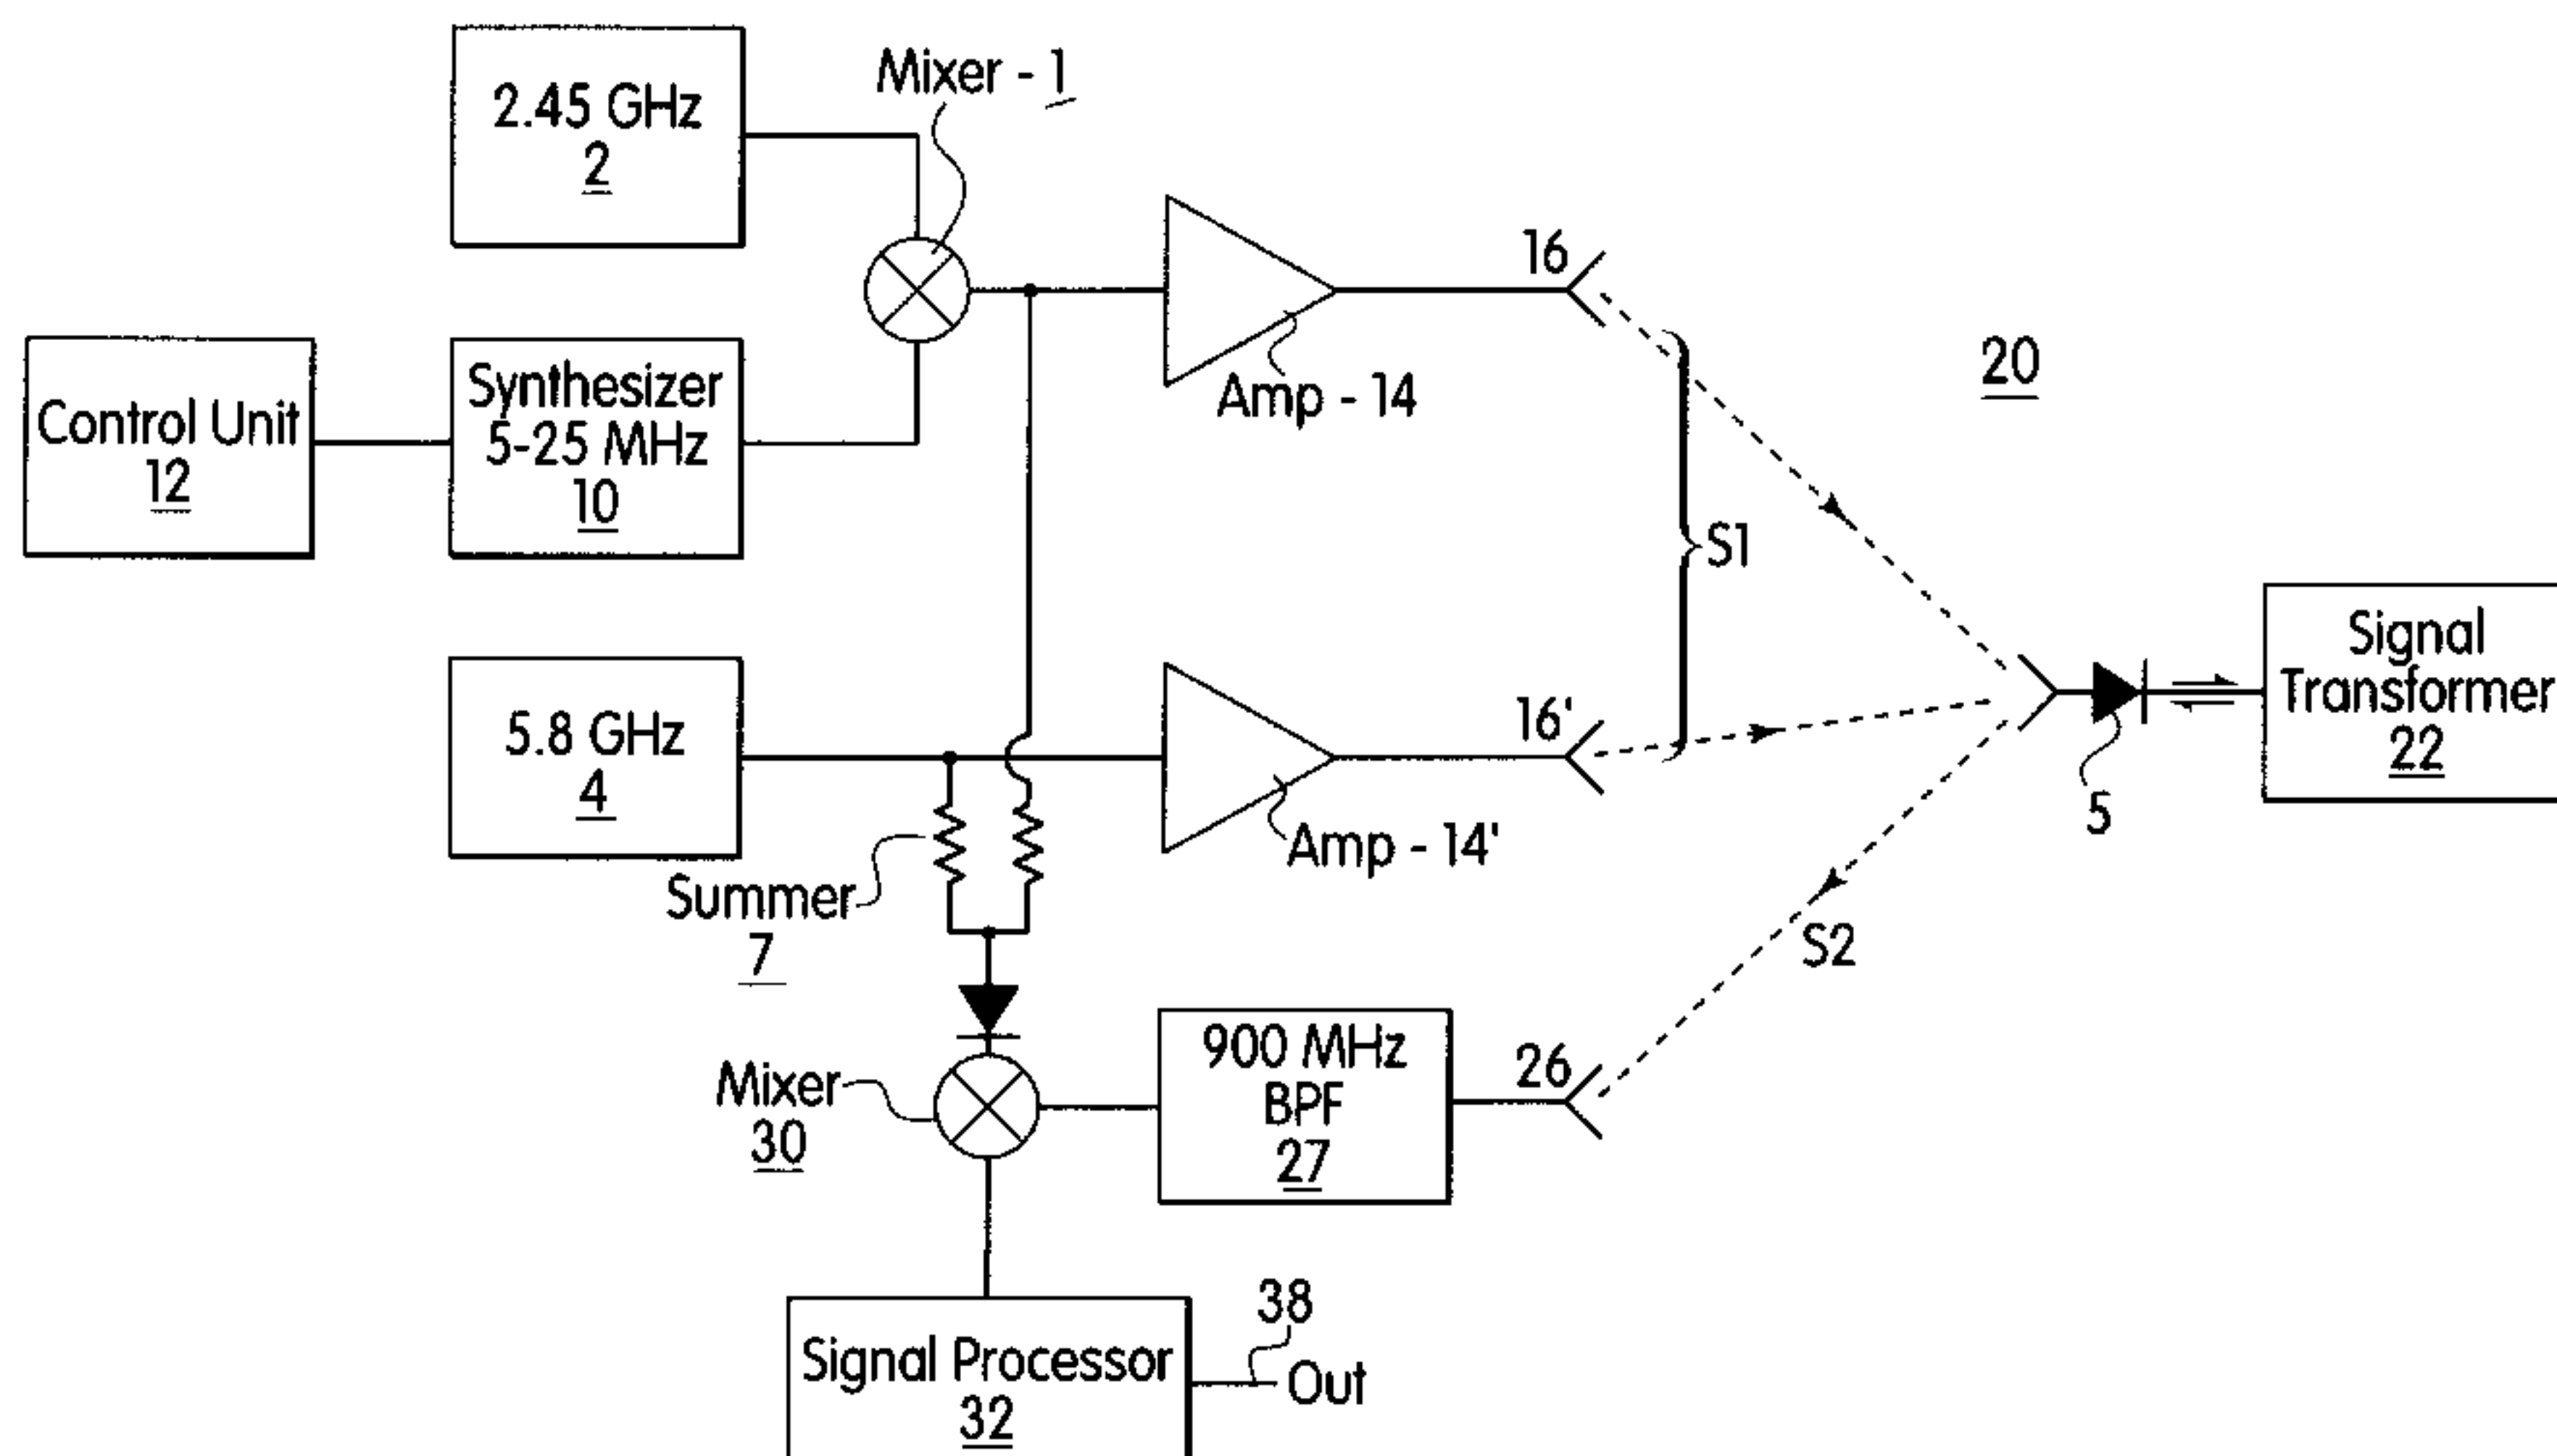 2.45 GHz
2
Mixer - 1
Control Unit
12
Synthesizer
5-25 MHz
10
Amp - 14
16
20
S1
5.8 GHz
4
16'
Amp - 14'
Signal
Transformer
22
5
Summer
7
S2
Mixer
30
900 MHz
BPF
27
26
Signal Processor
32
38
Out